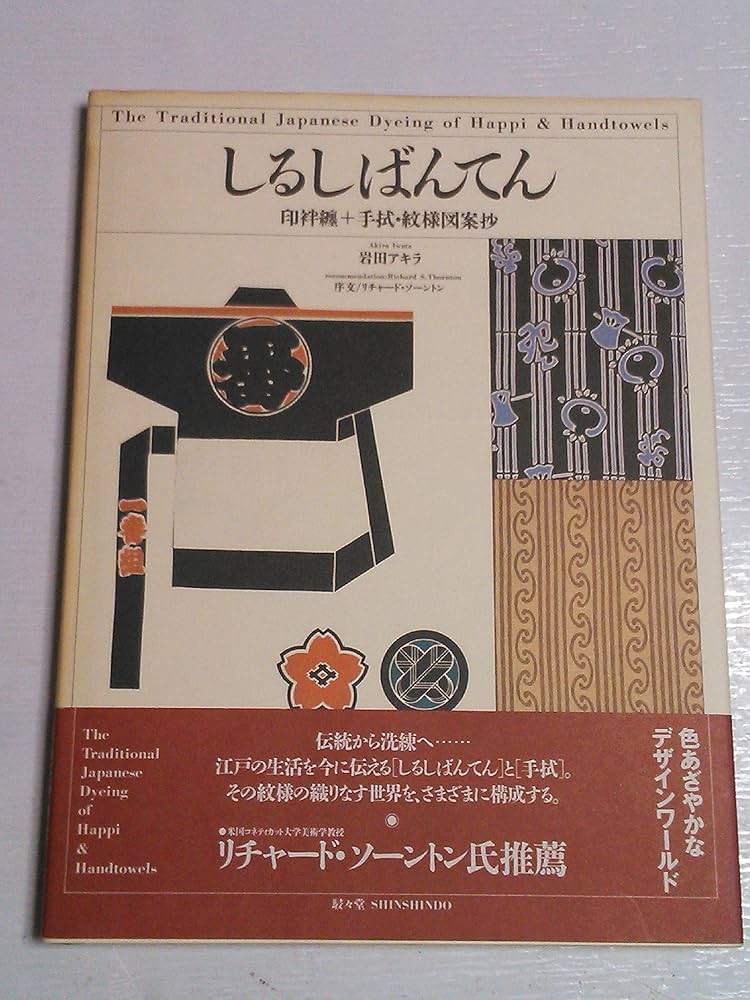 The Traditional Japanese Dyeing of Happi & Handtowels
しるしばんてん
印袢纏+手拭・紋様図案抄
Akira Iwata
岩田アキラ
recommendation:Richard S. Thornton
序文/リチャード・ソーントン
一番組
The
Traditional
Japanese
Dyeing
of
Happi
&
Handtowels
伝統から洗練へ……
江戸の生活を今に伝える[しるしばんてん]と[手拭]。
その紋様の織りなす世界を、さまざまに構成する。
●米国コネティカット大学美術学教授
リチャード・ソーントン氏推薦
色あざやかな
デザインワールド
駸々堂 SHINSHINDO